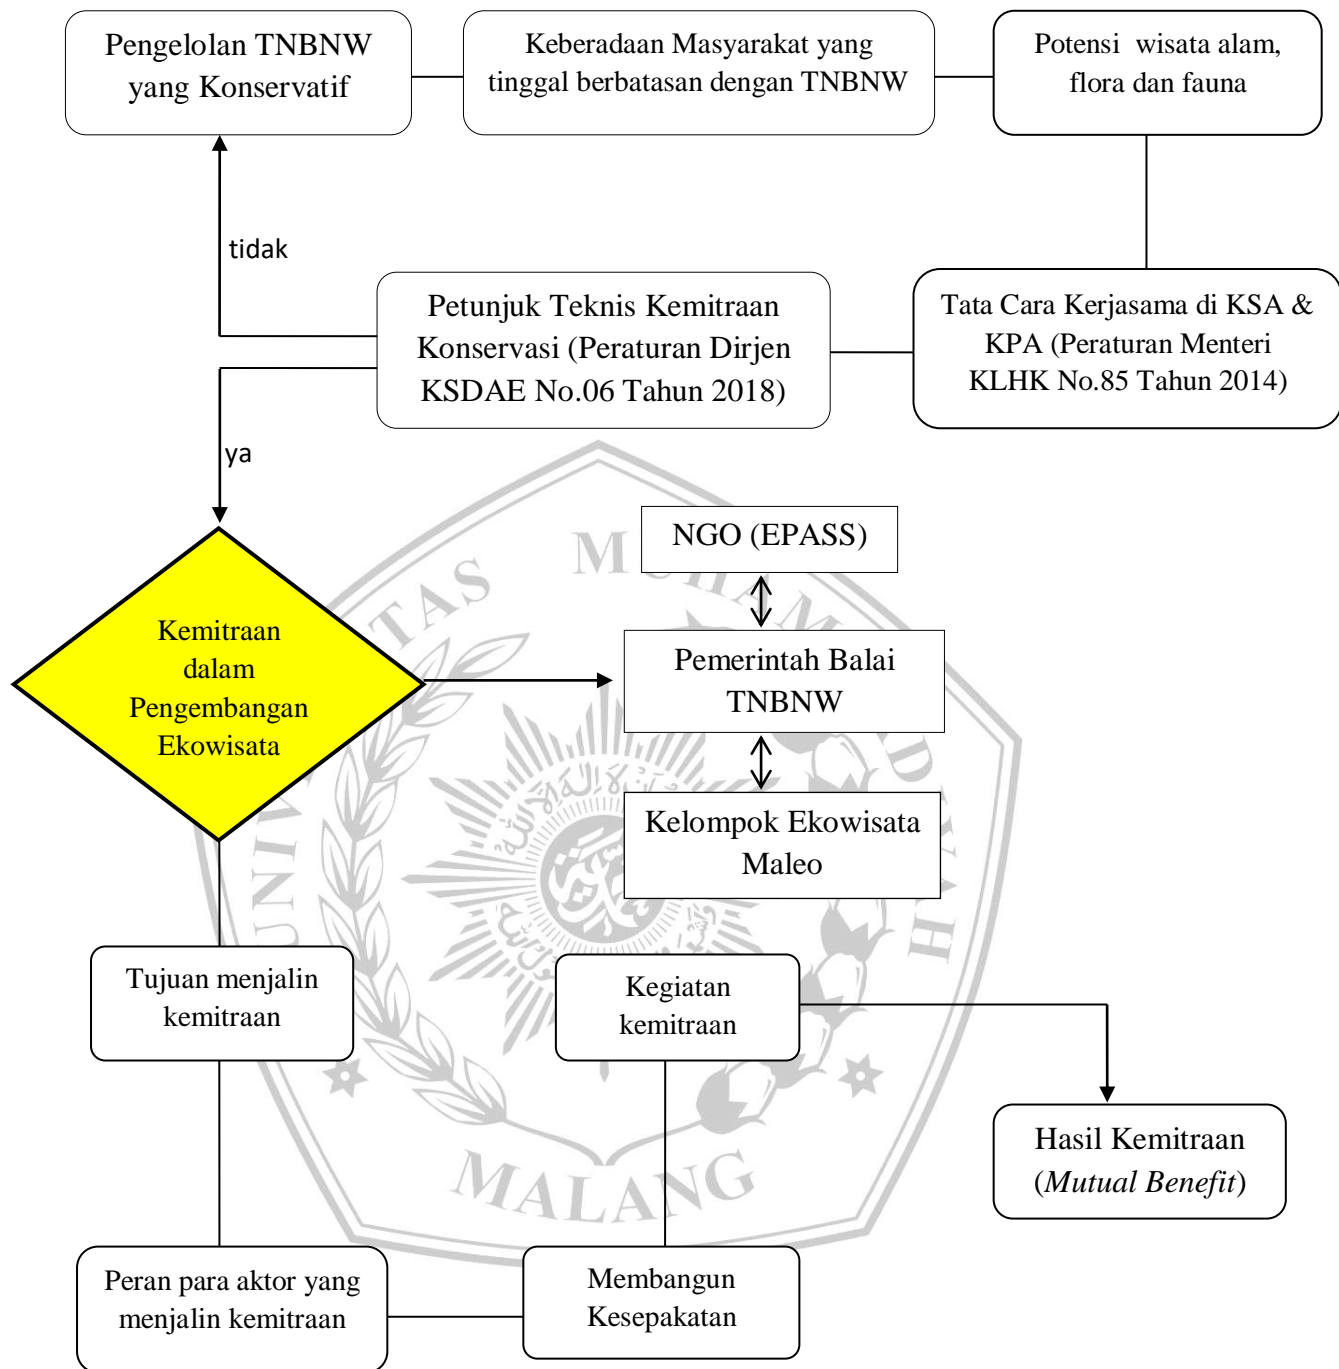 Pengelolan TNBNW
yang Konservatif
Keberadaan Masyarakat yang
tinggal berbatasan dengan TNBNW
Potensi wisata alam,
flora dan fauna
tidak
Petunjuk Teknis Kemitraan
Konservasi (Peraturan Dirjen
KSDAE No.06 Tahun 2018)
Tata Cara Kerjasama di KSA &
KPA (Peraturan Menteri
KLHK No.85 Tahun 2014)
ya
Kemitraan
dalam
Pengembangan
Ekowisata
NGO (EPASS)
Pemerintah Balai
TNBNW
Kelompok Ekowisata
Maleo
Tujuan menjalin
kemitraan
Kegiatan
kemitraan
Hasil Kemitraan
(Mutual Benefit)
Peran para aktor yang
menjalin kemitraan
Membangun
Kesepakatan
MALANG